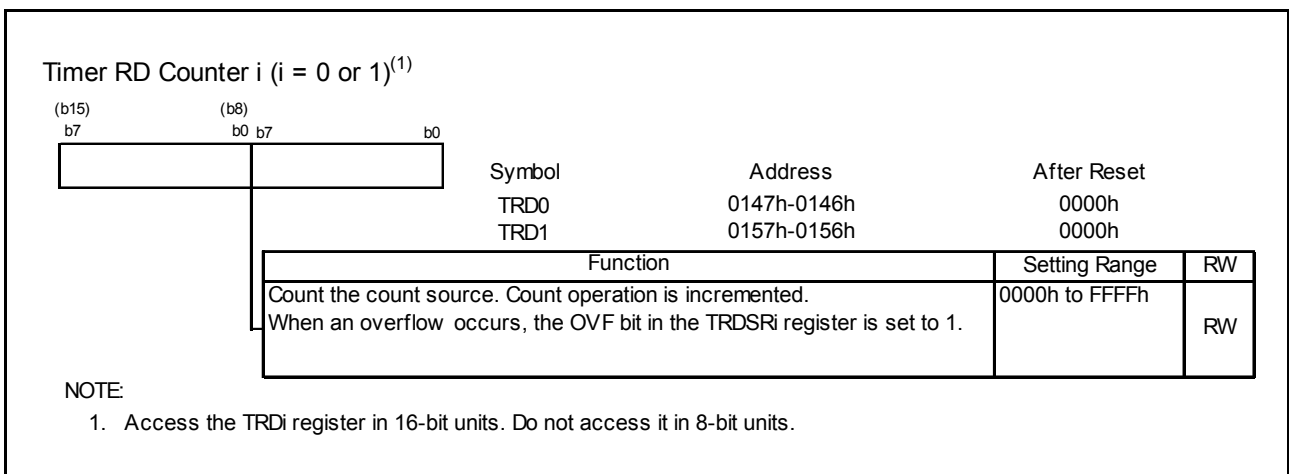 Timer RD Counter i (i = 0 or 1)(1)
(b15) (b8)
b7 b0 b7 b0
Symbol Address After Reset
TRD0 0147h-0146h 0000h
TRD1 0157h-0156h 0000h
Function Setting Range RW
Count the count source. Count operation is incremented. 0000h to FFFFh
When an overflow occurs, the OVF bit in the TRDSRi register is set to 1. RW
NOTE:
1. Access the TRDi register in 16-bit units. Do not access it in 8-bit units.